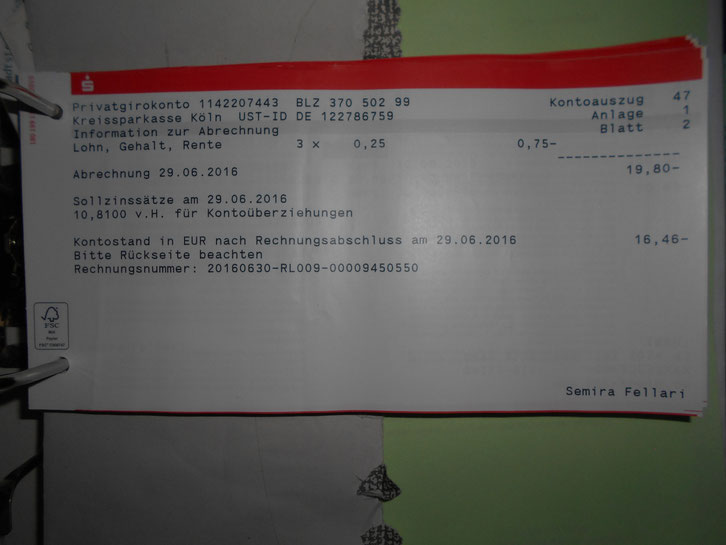 Privatgirokonto 1142207443 BLZ 370 502 99 Kontoauszug 47
Kreissparkasse Köln UST-ID DE 122786759 Anlage 1
Information zur Abrechnung Blatt 2
Lohn, Gehalt, Rente 3 x 0,25 0,75-
---------------
Abrechnung 29.06.2016 19,80-
Sollzinssätze am 29.06.2016
10,8100 v.H. für Kontoüberziehungen
Kontostand in EUR nach Rechnungsabschluss am 29.06.2016 16,46-
Bitte Rückseite beachten
Rechnungsnummer: 20160630-RL009-00009450550
FSC
Papier
Semira Fellari